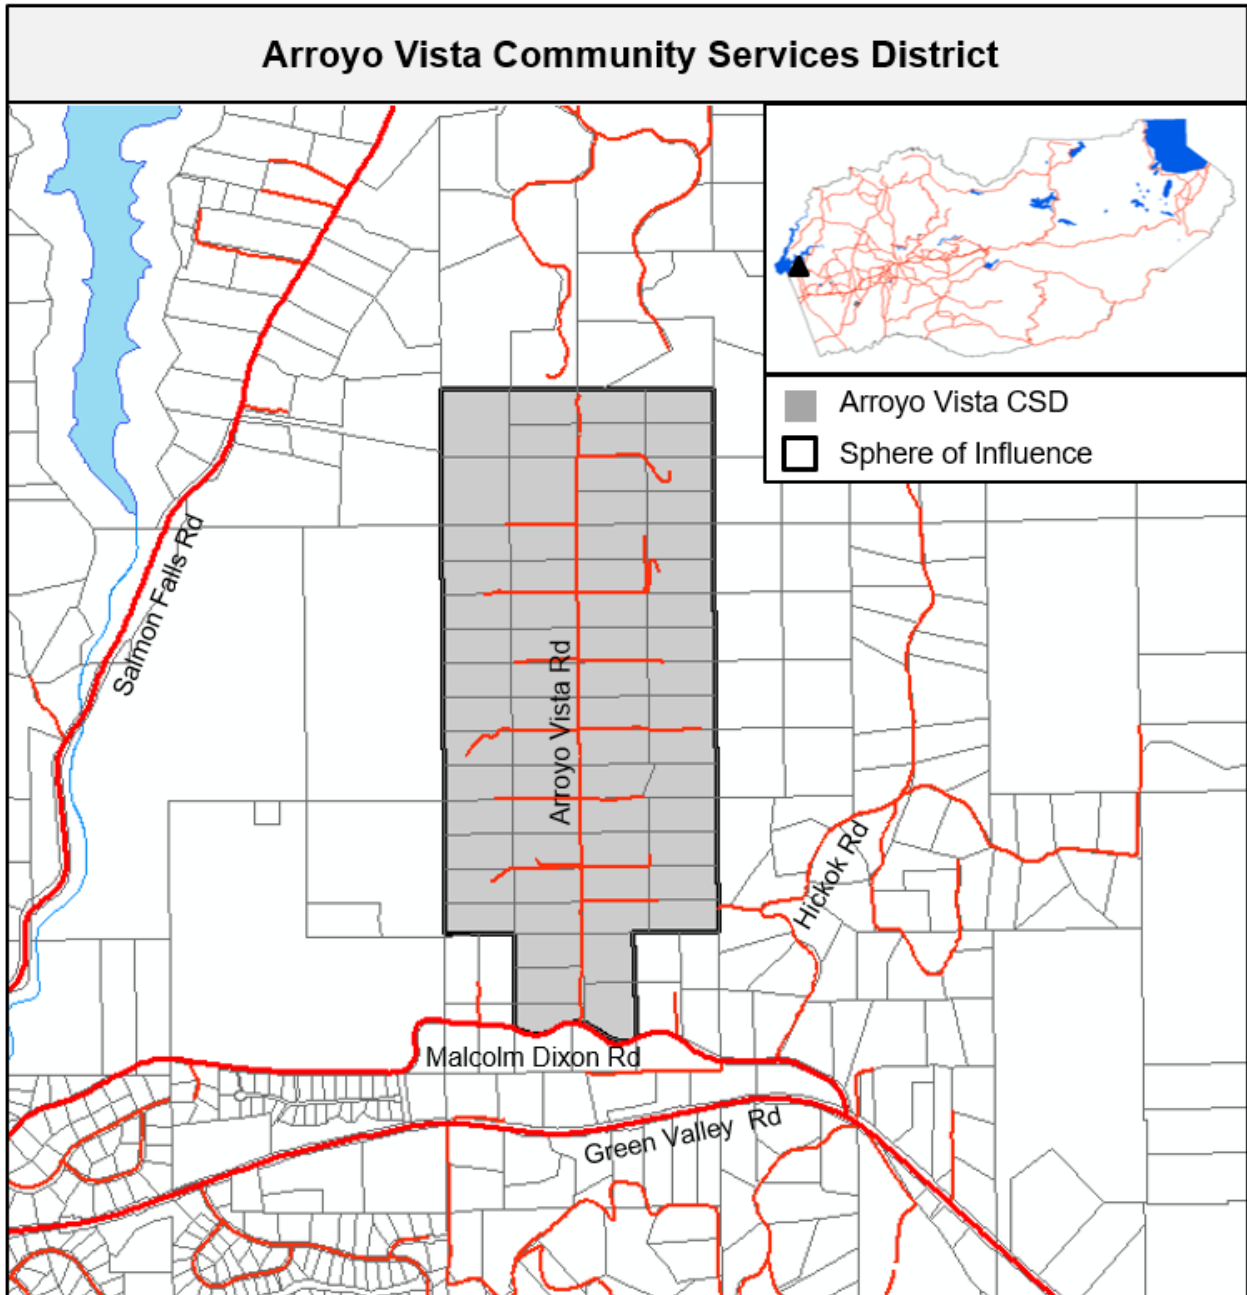 Arroyo Vista Community Services District
Arroyo Vista CSD
Sphere of Influence
Salmon Falls Rd
Arroyo Vista Rd
Hickok Rd
Malcolm Dixon Rd
Green Valley Rd